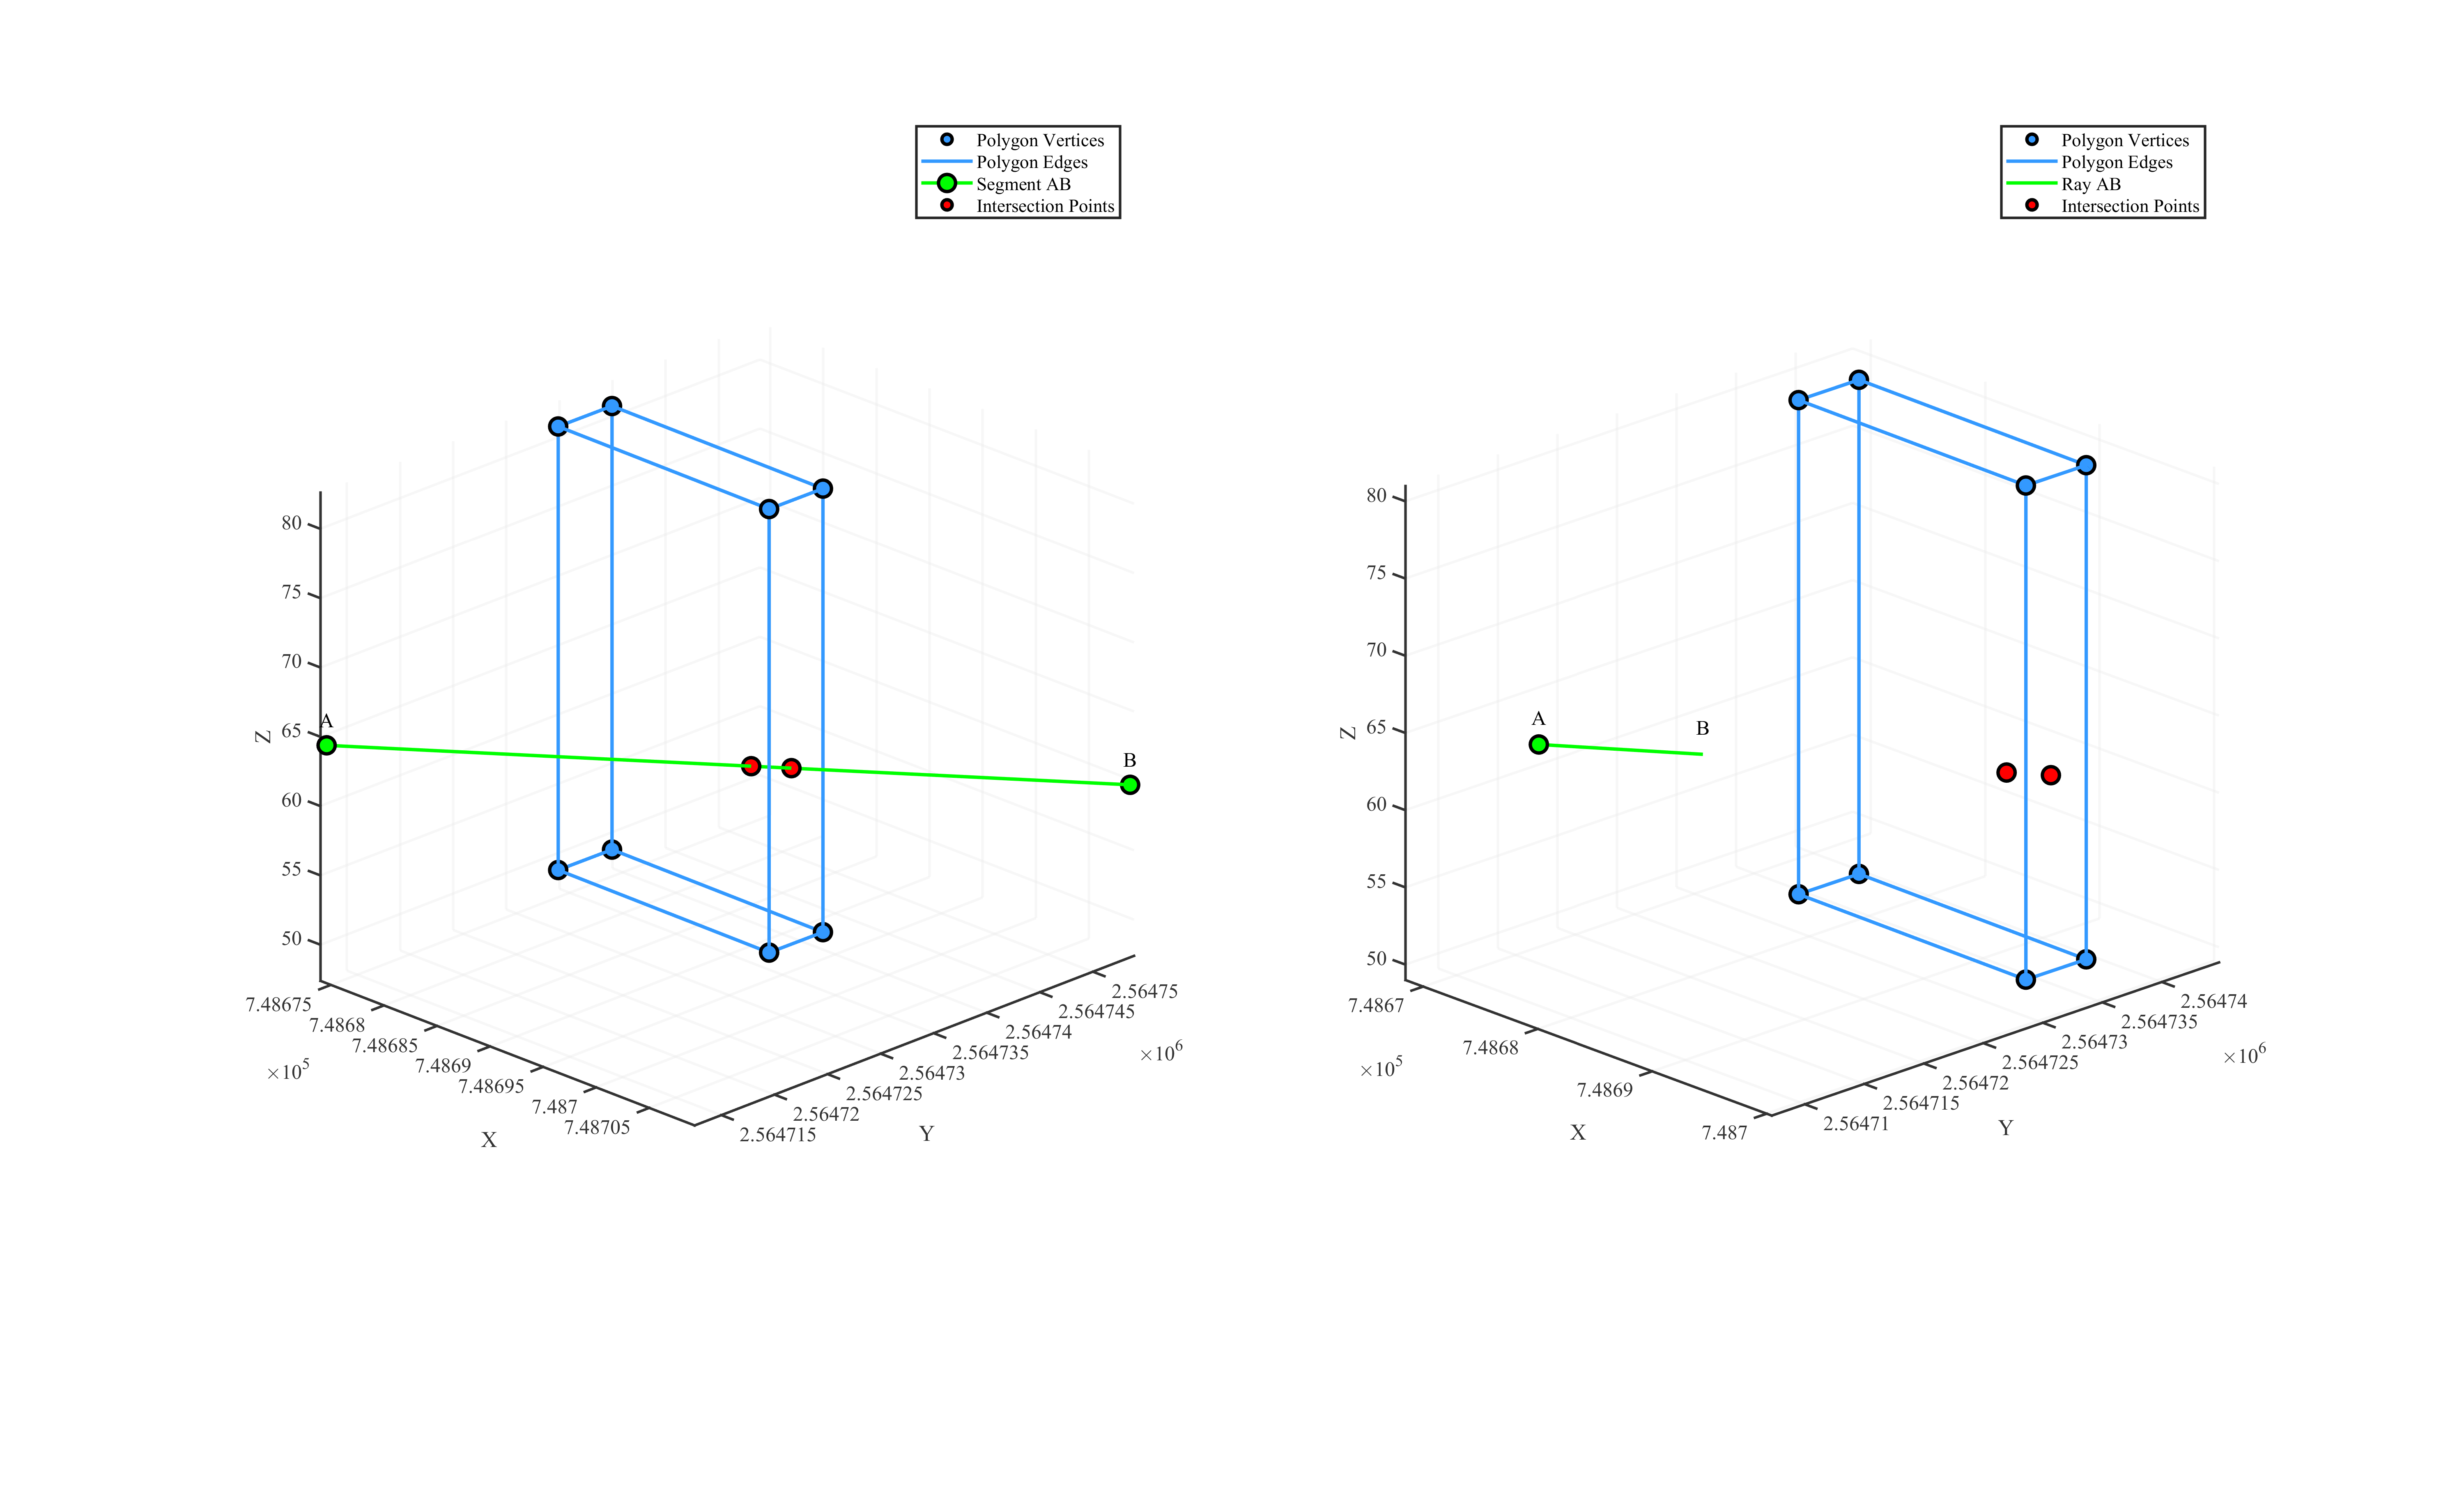 Polygon Vertices
Polygon Edges
Segment AB
Intersection Points
80
75
70
65
60
55
50
Z
A
B
7.48675
7.4868
7.48685
7.4869
7.48695
7.487
7.48705
×10^5
X
2.564715
2.56472
2.564725
2.56473
2.564735
2.56474
2.564745
2.56475
×10^6
Y
Polygon Vertices
Polygon Edges
Ray AB
Intersection Points
80
75
70
65
60
55
50
Z
A
B
7.4867
7.4868
7.4869
7.487
×10^5
X
2.56471
2.564715
2.56472
2.564725
2.56473
2.564735
2.56474
×10^6
Y